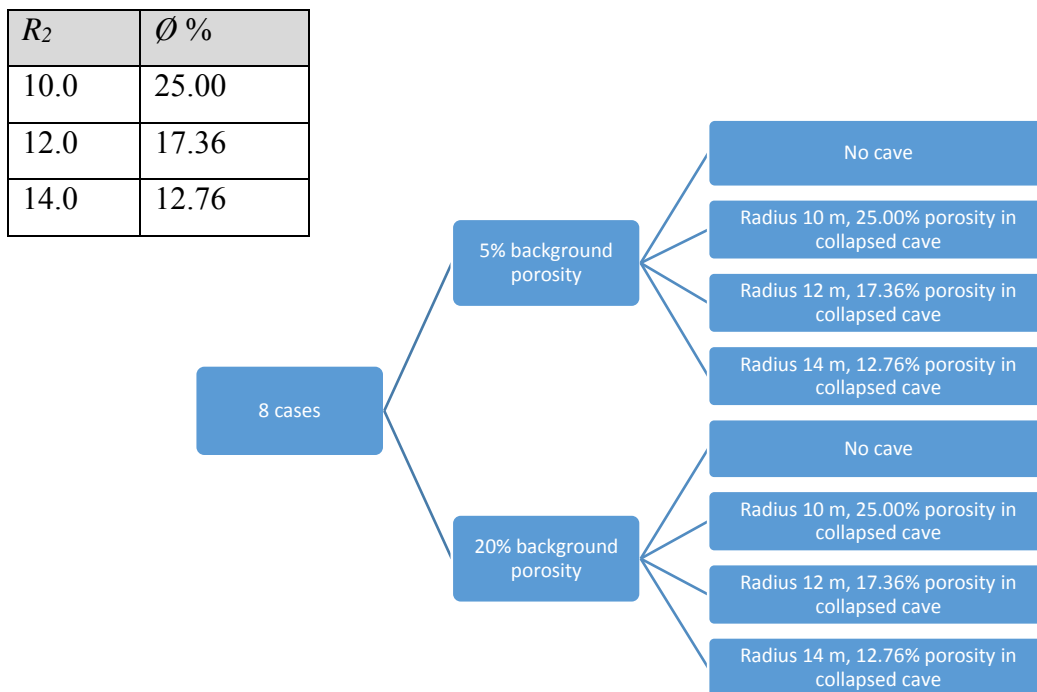 R2 Ø %
10.0 25.00
12.0 17.36
14.0 12.76
8 cases
5% background
porosity
No cave
Radius 10 m, 25.00% porosity in
collapsed cave
Radius 12 m, 17.36% porosity in
collapsed cave
Radius 14 m, 12.76% porosity in
collapsed cave
20% background
porosity
No cave
Radius 10 m, 25.00% porosity in
collapsed cave
Radius 12 m, 17.36% porosity in
collapsed cave
Radius 14 m, 12.76% porosity in
collapsed cave